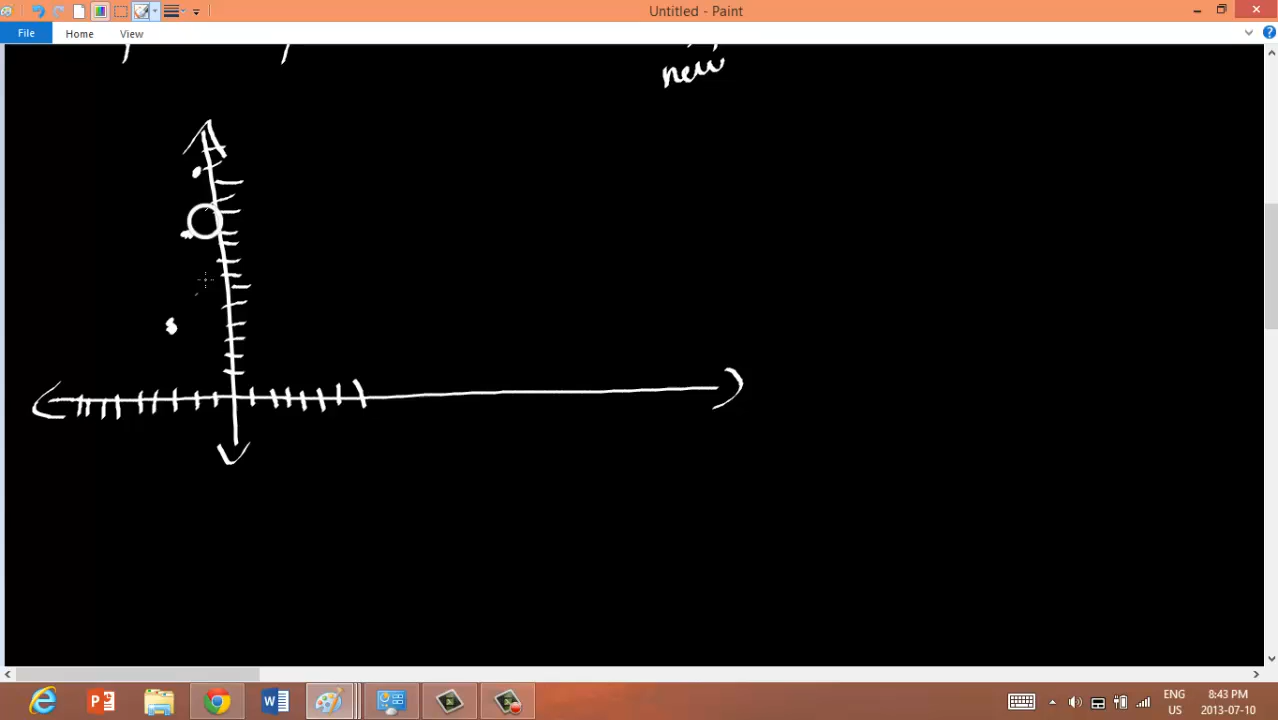 Untitled - Paint
File Home View
new
ENG 8:43 PM
US 2013-07-10